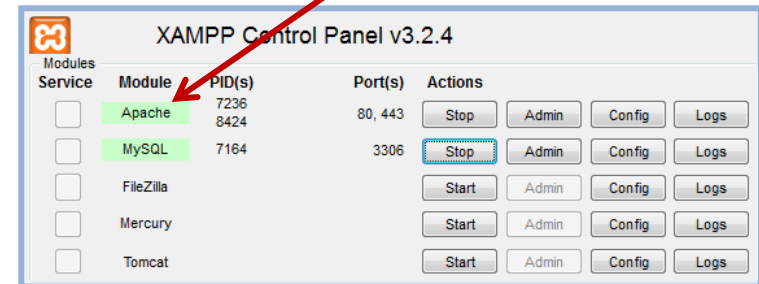 XAMPP Control Panel v3.2.4
Modules
Service Module PID(s) Port(s) Actions
Apache 7236 8424 80, 443 Stop Admin Config Logs
MySQL 7164 3306 Stop Admin Config Logs
FileZilla Start Admin Config Logs
Mercury Start Admin Config Logs
Tomcat Start Admin Config Logs